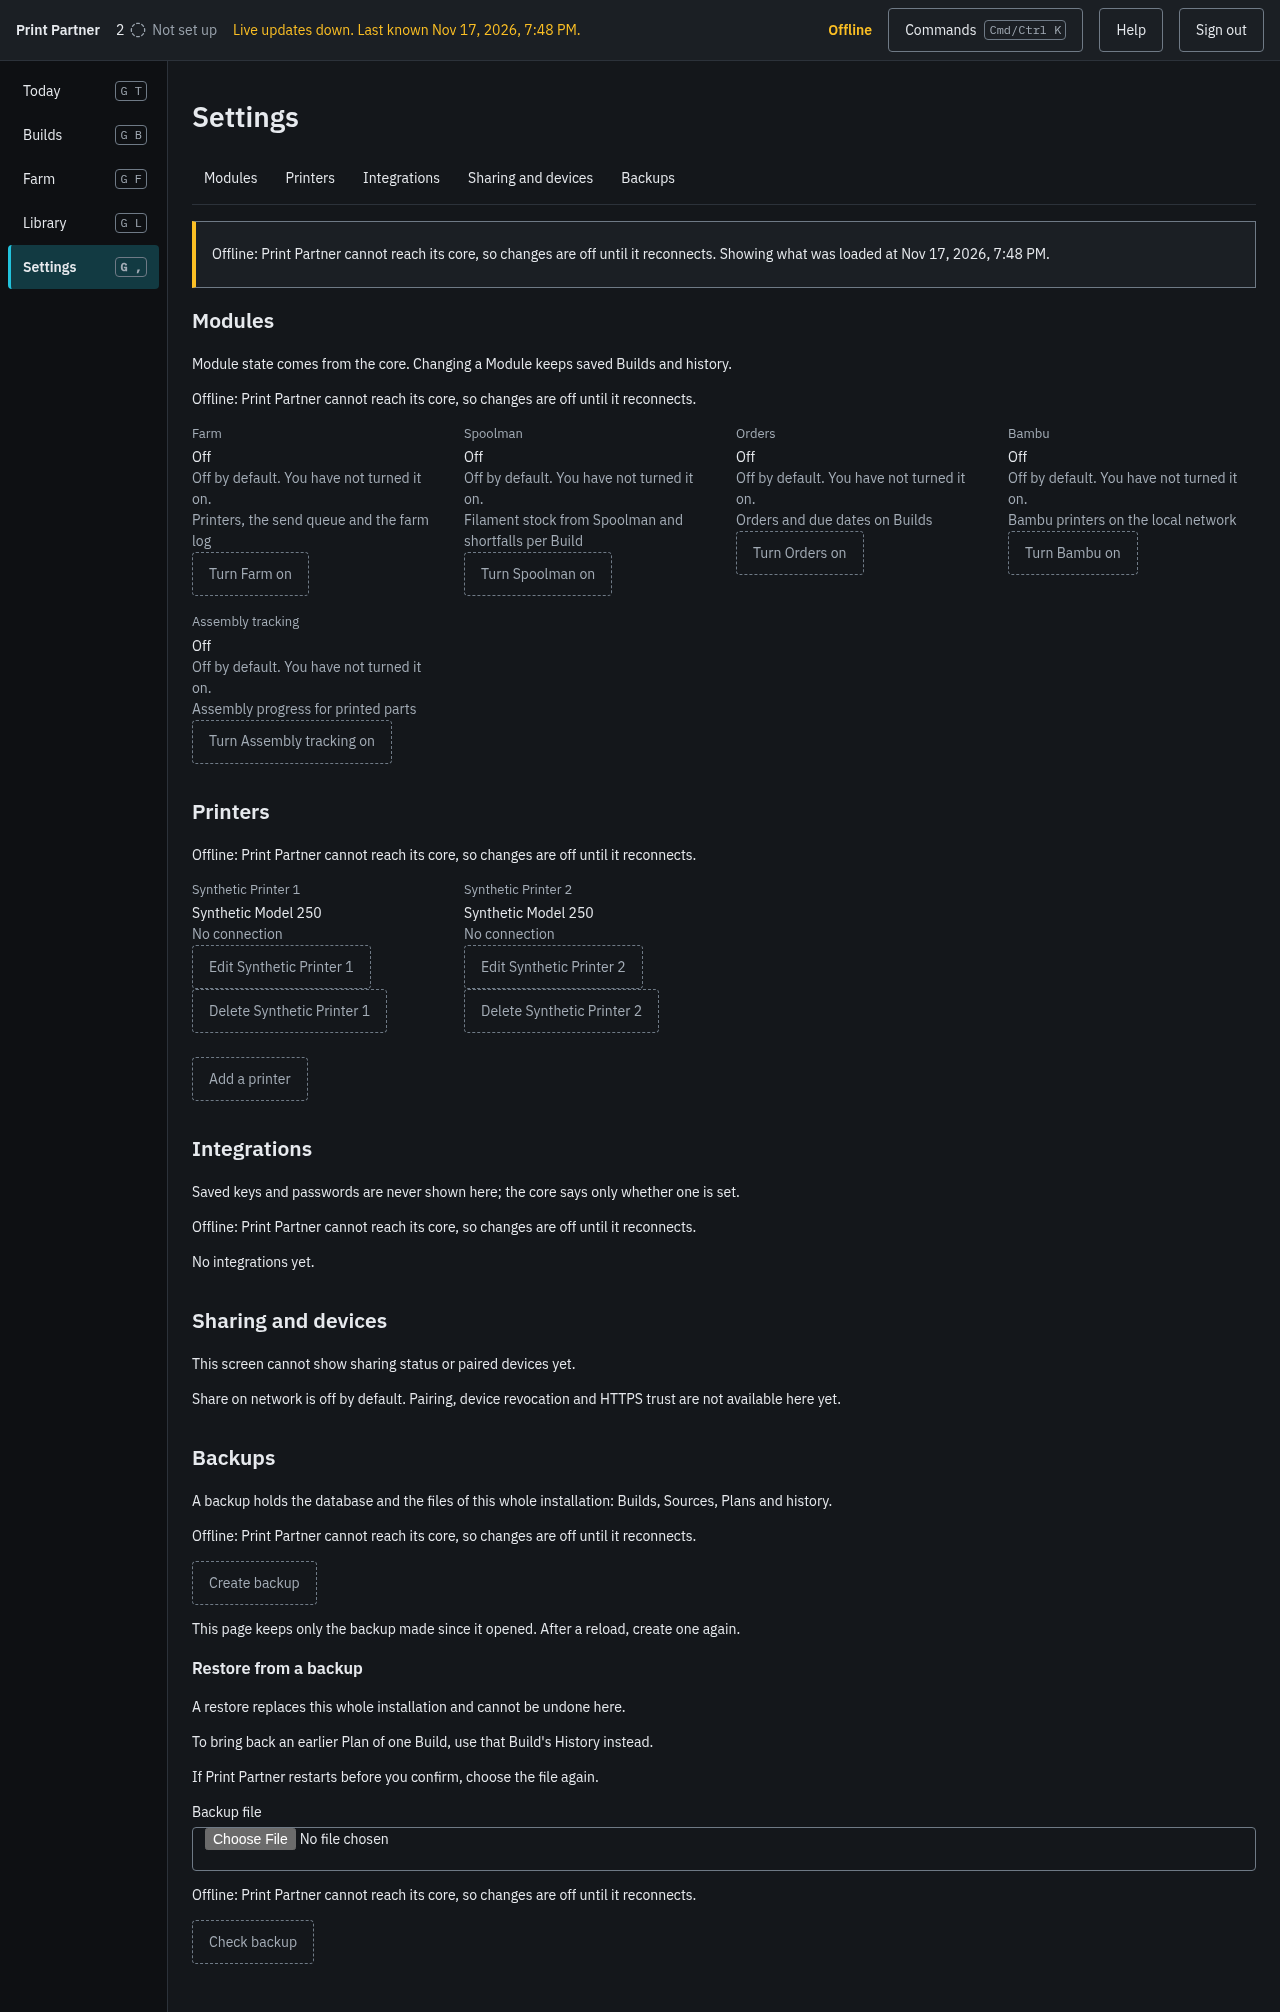 Print Partner 2 Not set up Live updates down. Last known Nov 17, 2026, 7:48 PM. Offline Commands Cmd/Ctrl K Help Sign out
Today G T
Builds G B
Farm G F
Library G L
Settings G ,
Settings
Modules Printers Integrations Sharing and devices Backups
Offline: Print Partner cannot reach its core, so changes are off until it reconnects. Showing what was loaded at Nov 17, 2026, 7:48 PM.
Modules
Module state comes from the core. Changing a Module keeps saved Builds and history.
Offline: Print Partner cannot reach its core, so changes are off until it reconnects.
Farm
Off
Off by default. You have not turned it
on.
Printers, the send queue and the farm
log
Turn Farm on
Spoolman
Off
Off by default. You have not turned it
on.
Filament stock from Spoolman and
shortfalls per Build
Turn Spoolman on
Orders
Off
Off by default. You have not turned it
on.
Orders and due dates on Builds
Turn Orders on
Bambu
Off
Off by default. You have not turned it
on.
Bambu printers on the local network
Turn Bambu on
Assembly tracking
Off
Off by default. You have not turned it
on.
Assembly progress for printed parts
Turn Assembly tracking on
Printers
Offline: Print Partner cannot reach its core, so changes are off until it reconnects.
Synthetic Printer 1
Synthetic Model 250
No connection
Edit Synthetic Printer 1
Delete Synthetic Printer 1
Synthetic Printer 2
Synthetic Model 250
No connection
Edit Synthetic Printer 2
Delete Synthetic Printer 2
Add a printer
Integrations
Saved keys and passwords are never shown here; the core says only whether one is set.
Offline: Print Partner cannot reach its core, so changes are off until it reconnects.
No integrations yet.
Sharing and devices
This screen cannot show sharing status or paired devices yet.
Share on network is off by default. Pairing, device revocation and HTTPS trust are not available here yet.
Backups
A backup holds the database and the files of this whole installation: Builds, Sources, Plans and history.
Offline: Print Partner cannot reach its core, so changes are off until it reconnects.
Create backup
This page keeps only the backup made since it opened. After a reload, create one again.
Restore from a backup
A restore replaces this whole installation and cannot be undone here.
To bring back an earlier Plan of one Build, use that Build's History instead.
If Print Partner restarts before you confirm, choose the file again.
Backup file
Choose File No file chosen
Offline: Print Partner cannot reach its core, so changes are off until it reconnects.
Check backup